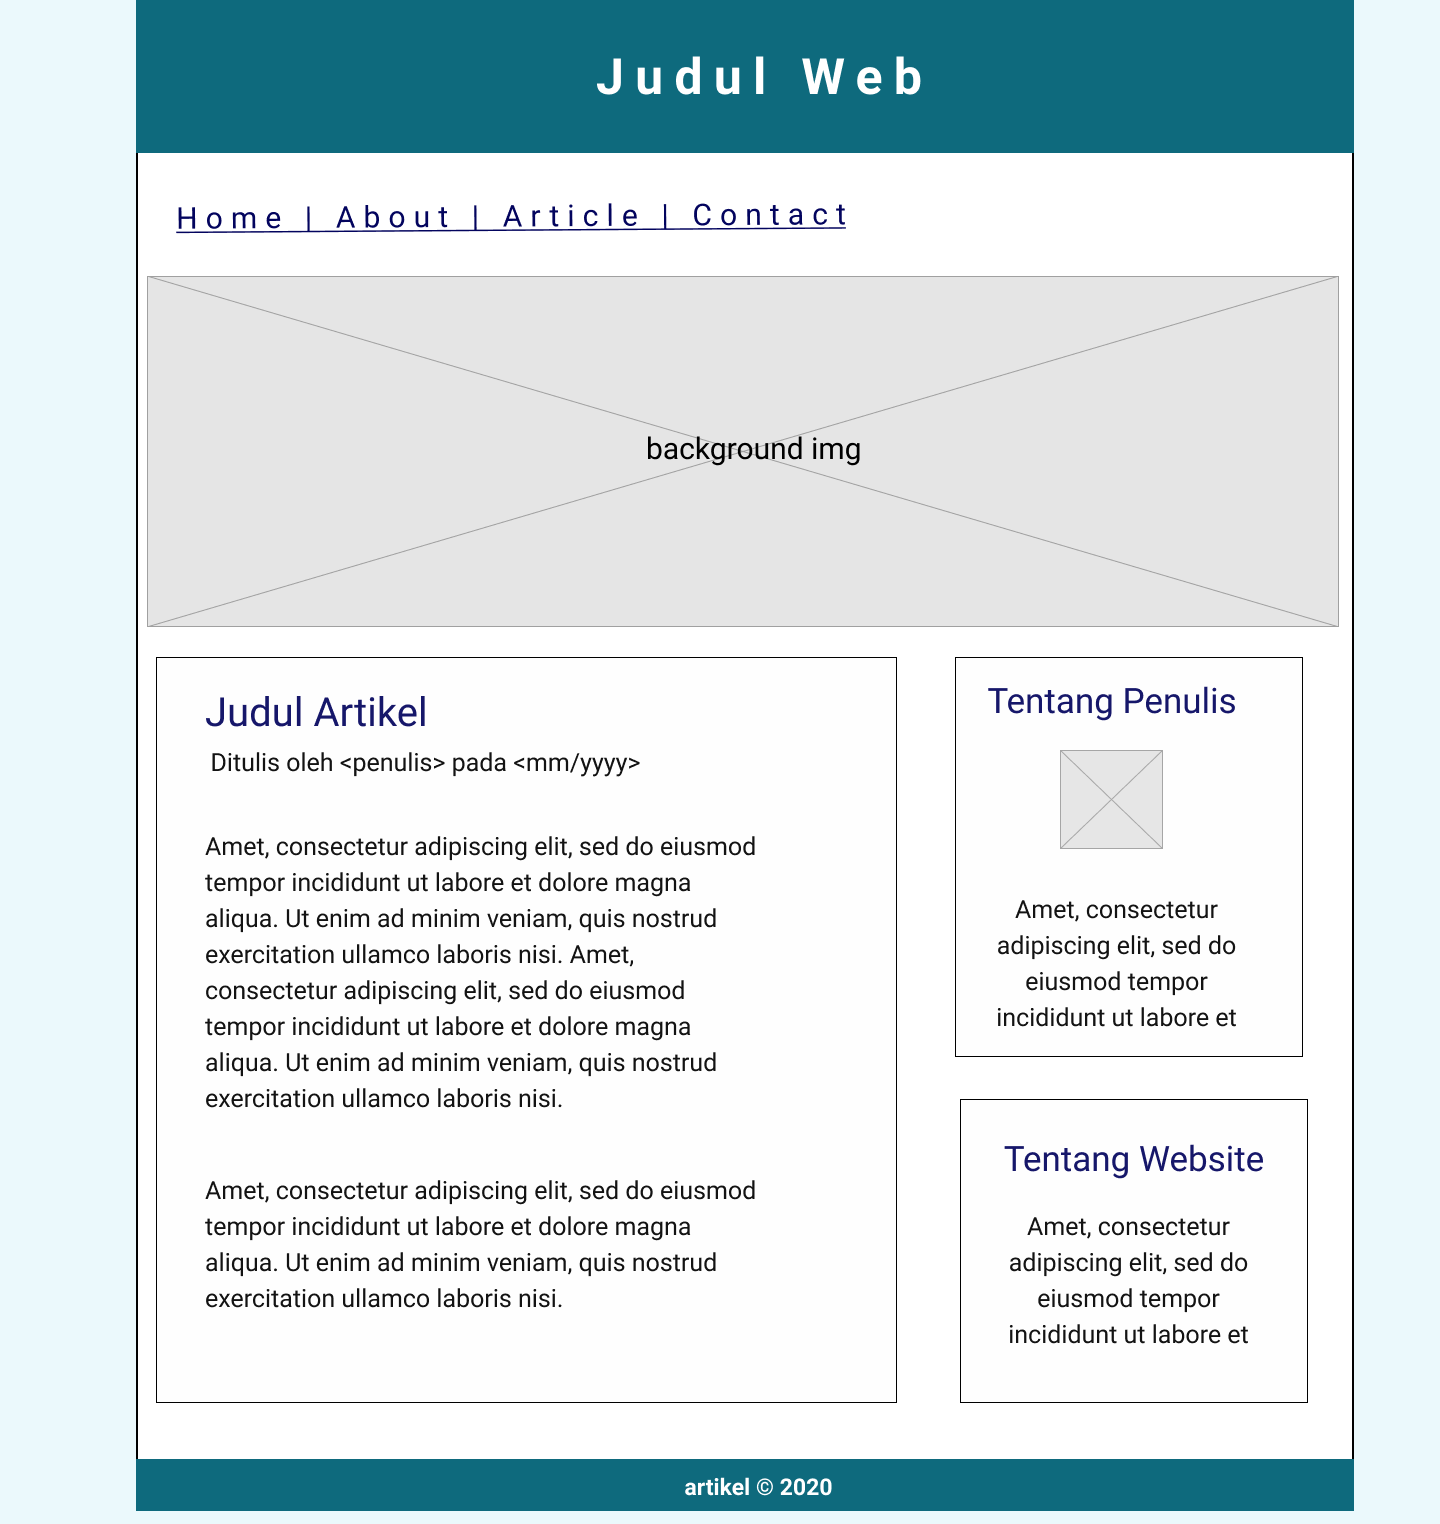 Judul Web
Home | About | Article | Contact
background img
Judul Artikel
Ditulis oleh <penulis> pada <mm/yyyy>
Amet, consectetur adipiscing elit, sed do eiusmod
tempor incididunt ut labore et dolore magna
aliqua. Ut enim ad minim veniam, quis nostrud
exercitation ullamco laboris nisi. Amet,
consectetur adipiscing elit, sed do eiusmod
tempor incididunt ut labore et dolore magna
aliqua. Ut enim ad minim veniam, quis nostrud
exercitation ullamco laboris nisi.
Amet, consectetur adipiscing elit, sed do eiusmod
tempor incididunt ut labore et dolore magna
aliqua. Ut enim ad minim veniam, quis nostrud
exercitation ullamco laboris nisi.
Tentang Penulis
Amet, consectetur
adipiscing elit, sed do
eiusmod tempor
incididunt ut labore et
Tentang Website
Amet, consectetur
adipiscing elit, sed do
eiusmod tempor
incididunt ut labore et
artikel © 2020